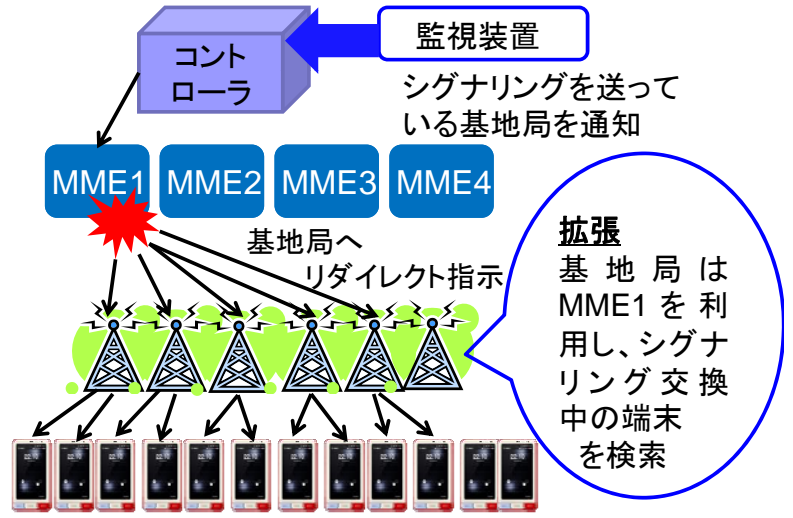 監視装置
コント
ローラ
シグナリングを送って
いる基地局を通知
MME1 MME2 MME3 MME4
基地局へ
リダイレクト指示
拡張
基地局は
MME1を利
用し、シグナ
リング交換
中の端末
を検索